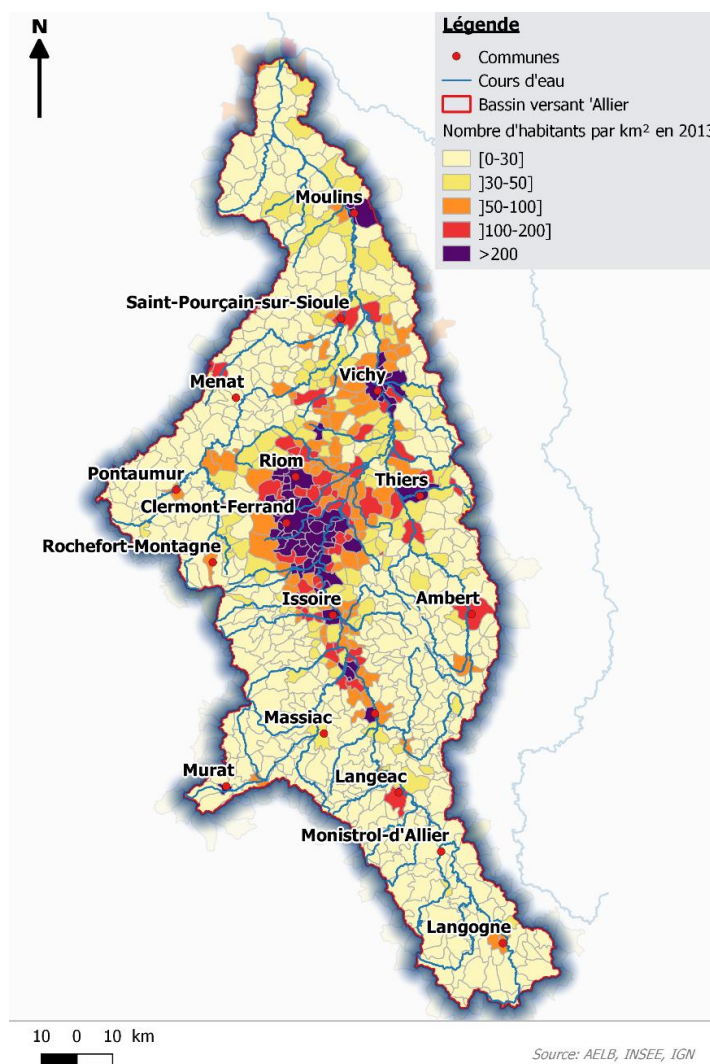 N
Légende
Communes
Cours d'eau
Bassin versant 'Allier
Nombre d'habitants par km² en 2013
[0-30]
]30-50]
]50-100]
]100-200]
>200
Moulins
Saint-Pourçain-sur-Sioule
Vichy
Menat
Riom
Thiers
Pontaumur
Clermont-Ferrand
Rochefort-Montagne
Issoire
Ambert
Massiac
Murat
Langeac
Monistrol-d'Allier
Langogne
10 0 10 km
Source: AELB, INSEE, IGN